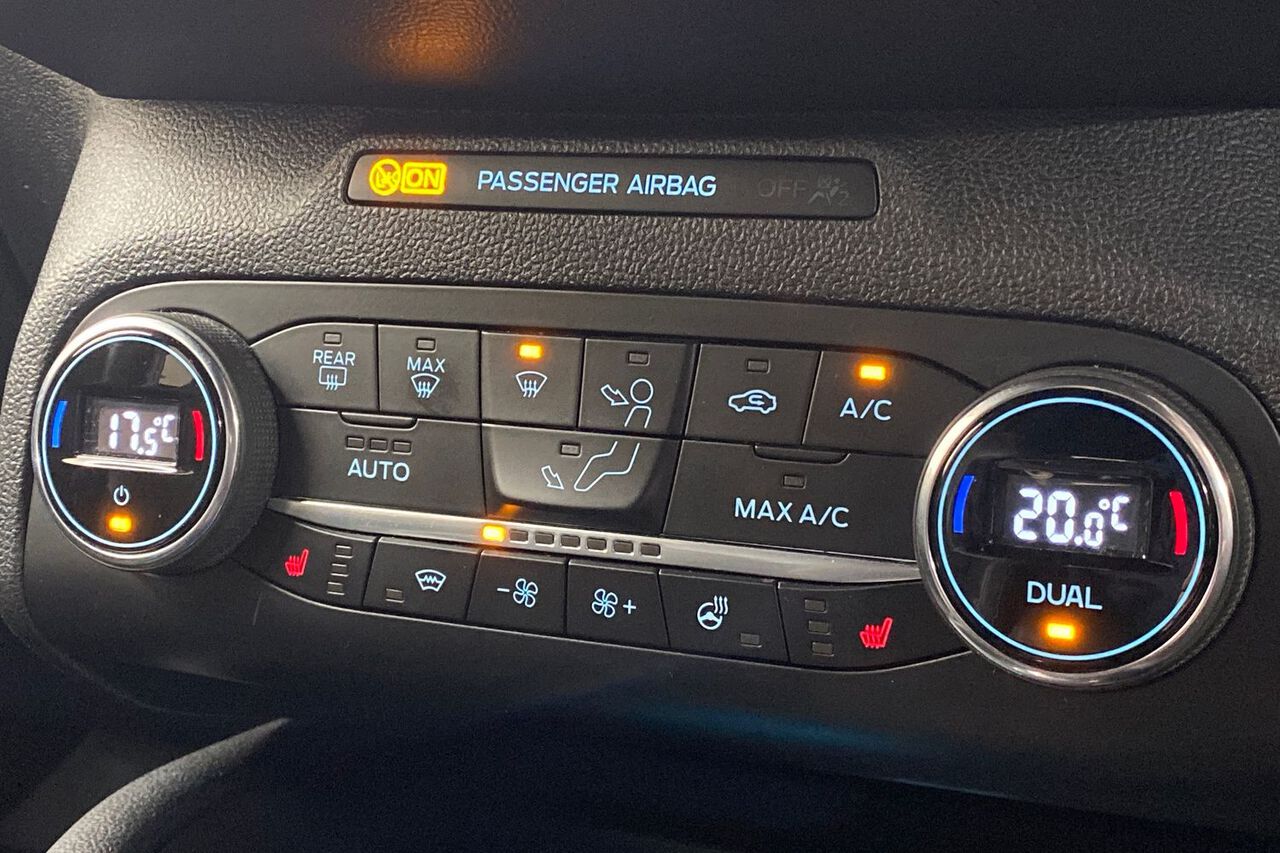 ON PASSENGER AIRBAG OFF
REAR MAX
A/C
17.5°C AUTO
MAX A/C
20.0°C
DUAL
- +